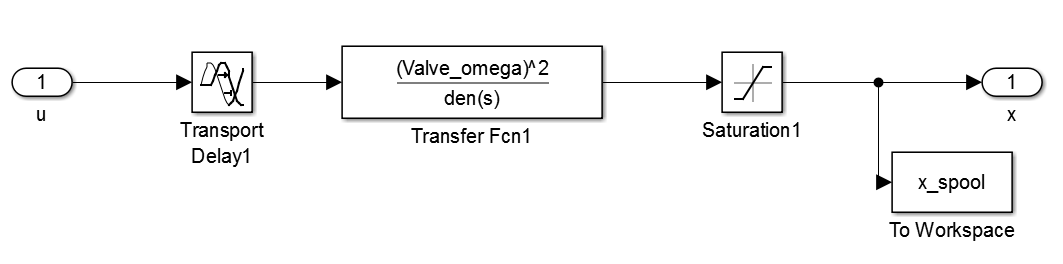 1
u
Transport
Delay1
(Valve_omega)^2
den(s)
Transfer Fcn1
Saturation1
1
x
x_spool
To Workspace